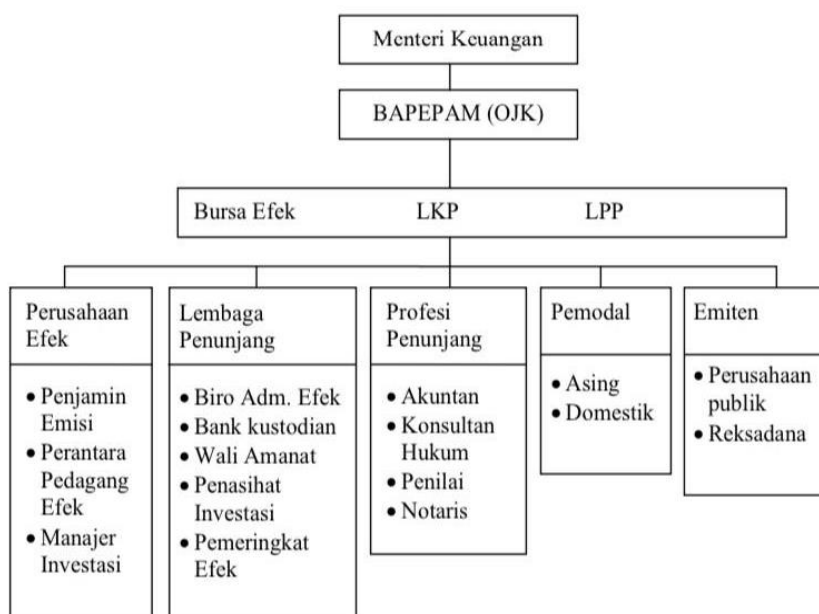 Menteri Keuangan
BAPEPAM (OJK)
Bursa Efek LKP LPP
Perusahaan
Efek
• Penjamin
Emisi
• Perantara
Pedagang
Efek
• Manajer
Investasi
Lembaga
Penunjang
• Biro Adm. Efek
• Bank kustodian
• Wali Amanat
• Penasihat
Investasi
• Pemeringkat
Efek
Profesi
Penunjang
• Akuntan
• Konsultan
Hukum
• Penilai
• Notaris
Pemodal
• Asing
• Domestik
Emiten
• Perusahaan
publik
• Reksadana